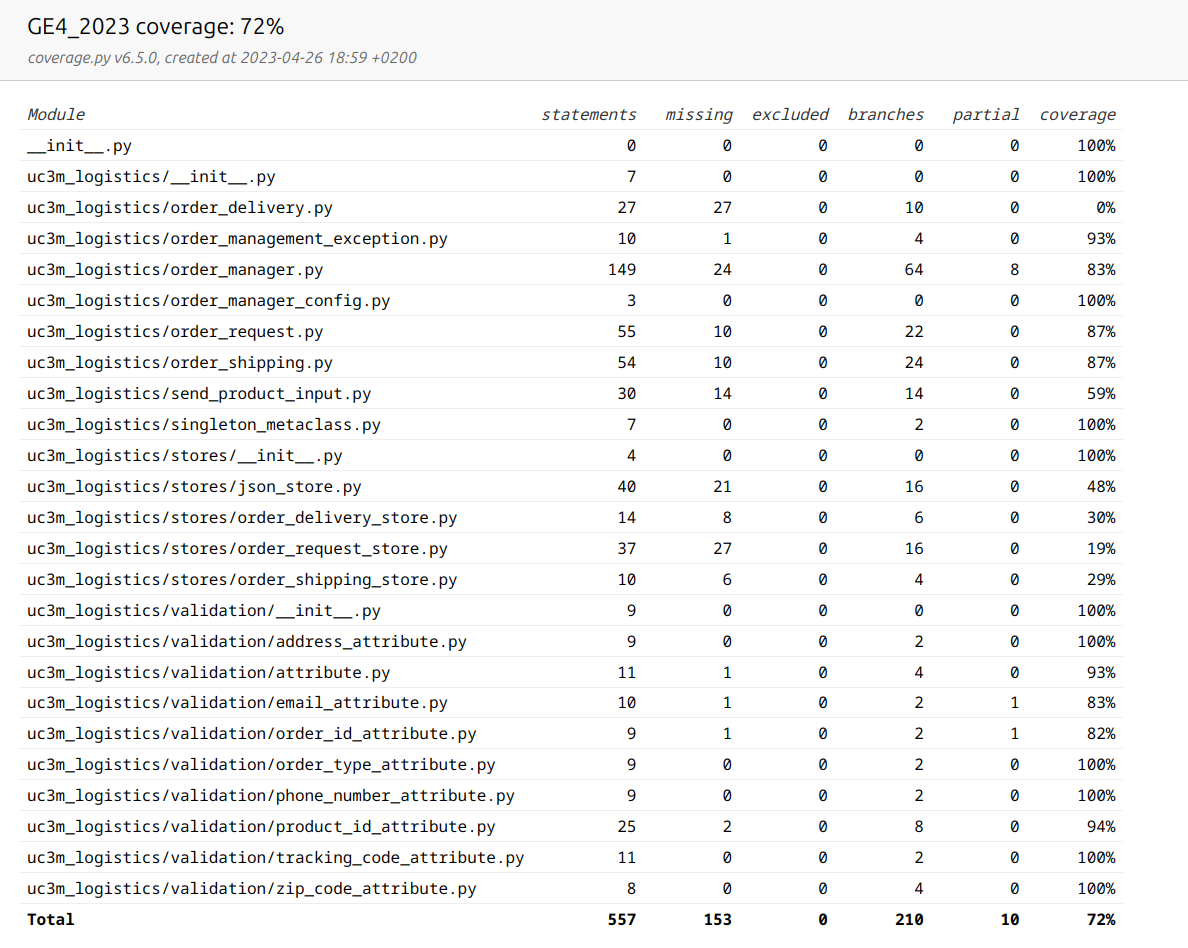 GE4_2023 coverage: 72%
coverage.py v6.5.0, created at 2023-04-26 18:59 +0200
Module statements missing excluded branches partial coverage
__init__.py 0 0 0 0 0 100%
uc3m_logistics/__init__.py 7 0 0 0 0 100%
uc3m_logistics/order_delivery.py 27 27 0 10 0 0%
uc3m_logistics/order_management_exception.py 10 1 0 4 0 93%
uc3m_logistics/order_manager.py 149 24 0 64 8 83%
uc3m_logistics/order_manager_config.py 3 0 0 0 0 100%
uc3m_logistics/order_request.py 55 10 0 22 0 87%
uc3m_logistics/order_shipping.py 54 10 0 24 0 87%
uc3m_logistics/send_product_input.py 30 14 0 14 0 59%
uc3m_logistics/singleton_metaclass.py 7 0 0 2 0 100%
uc3m_logistics/stores/__init__.py 4 0 0 0 0 100%
uc3m_logistics/stores/json_store.py 40 21 0 16 0 48%
uc3m_logistics/stores/order_delivery_store.py 14 8 0 6 0 30%
uc3m_logistics/stores/order_request_store.py 37 27 0 16 0 19%
uc3m_logistics/stores/order_shipping_store.py 10 6 0 4 0 29%
uc3m_logistics/validation/__init__.py 9 0 0 0 0 100%
uc3m_logistics/validation/address_attribute.py 9 0 0 2 0 100%
uc3m_logistics/validation/attribute.py 11 1 0 4 0 93%
uc3m_logistics/validation/email_attribute.py 10 1 0 2 1 83%
uc3m_logistics/validation/order_id_attribute.py 9 1 0 2 1 82%
uc3m_logistics/validation/order_type_attribute.py 9 0 0 2 0 100%
uc3m_logistics/validation/phone_number_attribute.py 9 0 0 2 0 100%
uc3m_logistics/validation/product_id_attribute.py 25 2 0 8 0 94%
uc3m_logistics/validation/tracking_code_attribute.py 11 0 0 2 0 100%
uc3m_logistics/validation/zip_code_attribute.py 8 0 0 4 0 100%
Total 557 153 0 210 10 72%